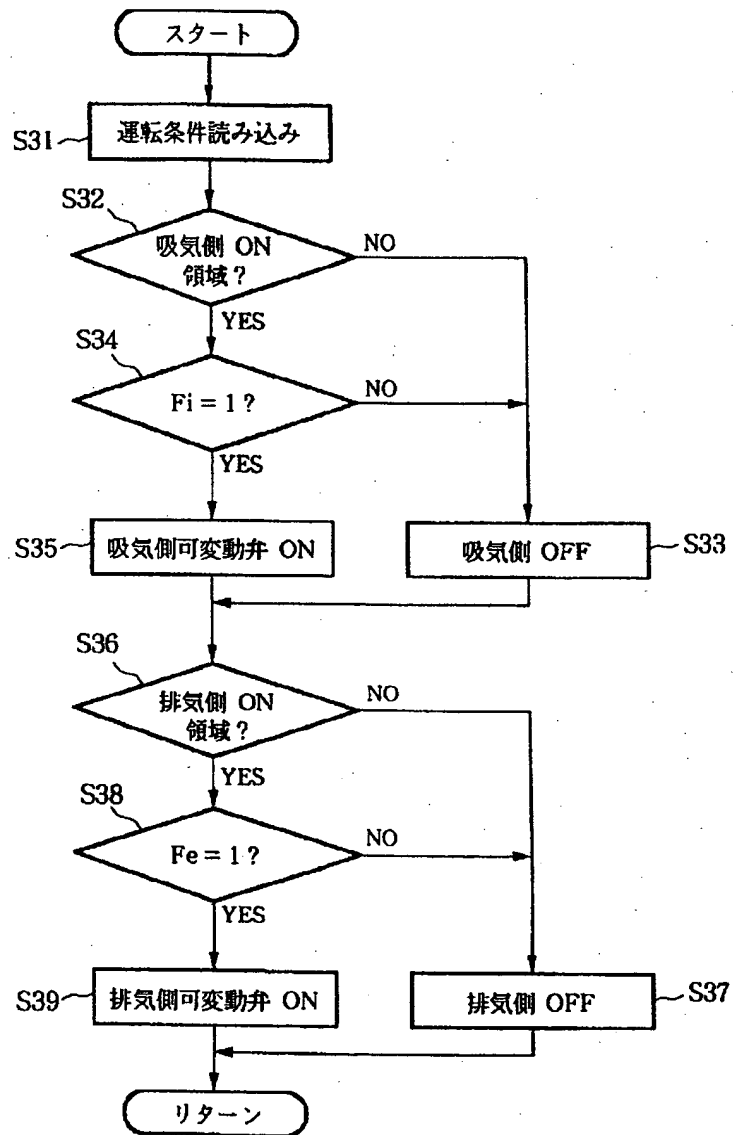 スタート
S31
運転条件読み込み
S32
吸気側 ON
領域?
NO
YES
S34
Fi = 1?
NO
YES
S35
吸気側可変動弁 ON
吸気側 OFF
S33
S36
排気側 ON
領域?
NO
YES
S38
Fe = 1?
NO
YES
S39
排気側可変動弁 ON
排気側 OFF
S37
リターン